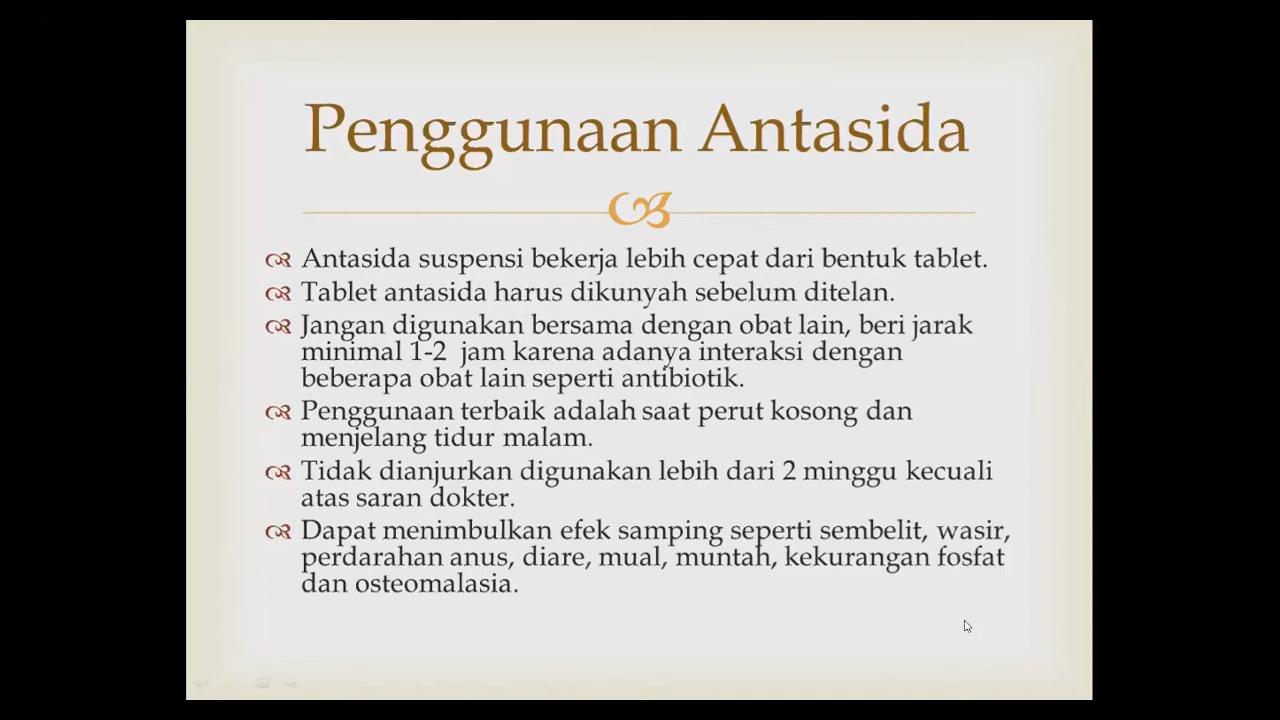 Penggunaan Antasida
Antasida suspensi bekerja lebih cepat dari bentuk tablet.
Tablet antasida harus dikunyah sebelum ditelan.
Jangan digunakan bersama dengan obat lain, beri jarak
minimal 1-2 jam karena adanya interaksi dengan
beberapa obat lain seperti antibiotik.
Penggunaan terbaik adalah saat perut kosong dan
menjelang tidur malam.
Tidak dianjurkan digunakan lebih dari 2 minggu kecuali
atas saran dokter.
Dapat menimbulkan efek samping seperti sembelit, wasir,
perdarahan anus, diare, mual, muntah, kekurangan fosfat
dan osteomalasia.